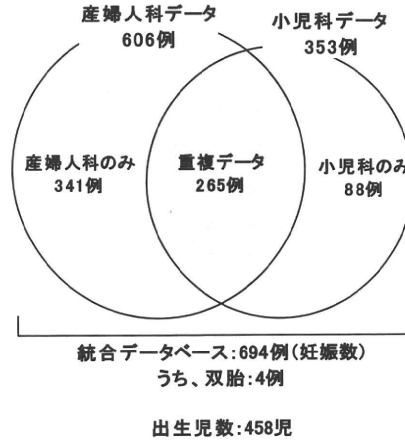 産婦人科データ
606例
小児科データ
353例
産婦人科のみ
341例
重複データ
265例
小児科のみ
88例
統合データベース:694例(妊娠数)
うち、双胎:4例
出生児数:458児